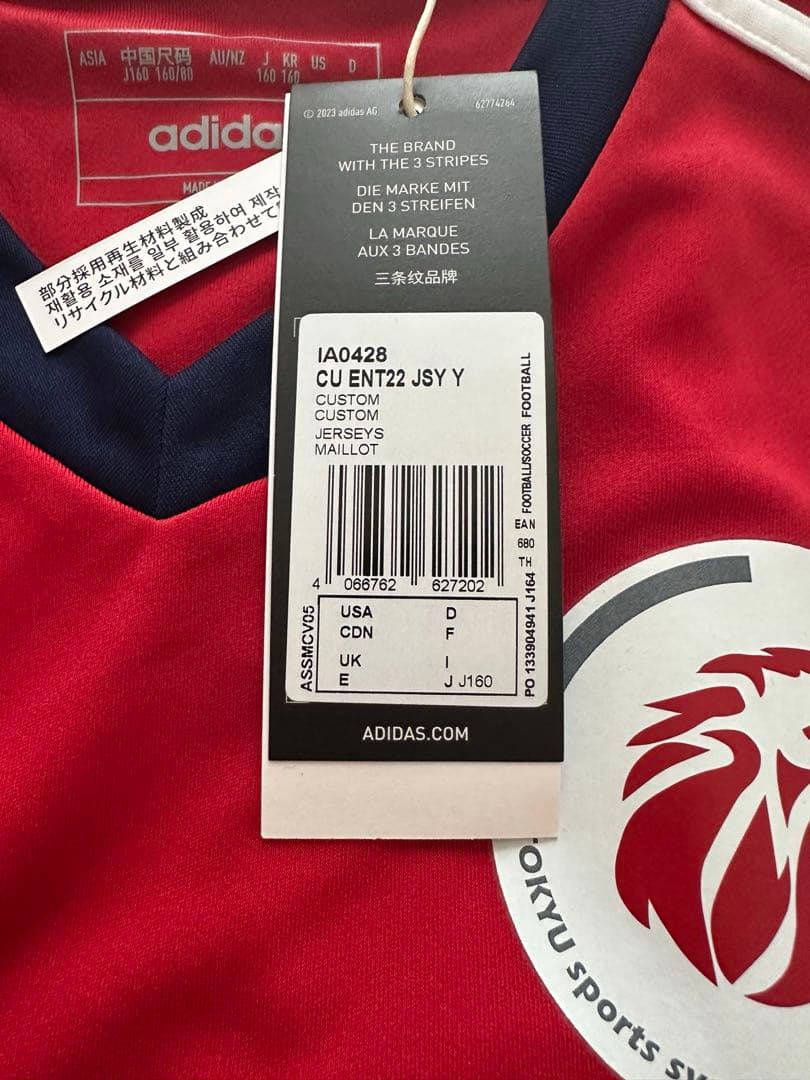 ASIA 中国尺码 AU/NZ J KR US D
J160 160/80 160 160
adida
MADE
部分採用再生材料製成
재활용 소재를 일부 활용하여 제작
リサイクル材料と組み合わせて
© 2023 adidas AG 62774264
THE BRAND
WITH THE 3 STRIPES
DIE MARKE MIT
DEN 3 STREIFEN
LA MARQUE
AUX 3 BANDES
三条纹品牌
IA0428
CU ENT22 JSY Y
CUSTOM
CUSTOM
JERSEYS
MAILLOT
FOOTBALL/SOCCER FOOTBALL
EAN
680
TH
4 066762 627202
ASSMCV05
USA D
CDN F
UK I
E J J160
PO 133904941 J164
ADIDAS.COM
OKYU sports sy